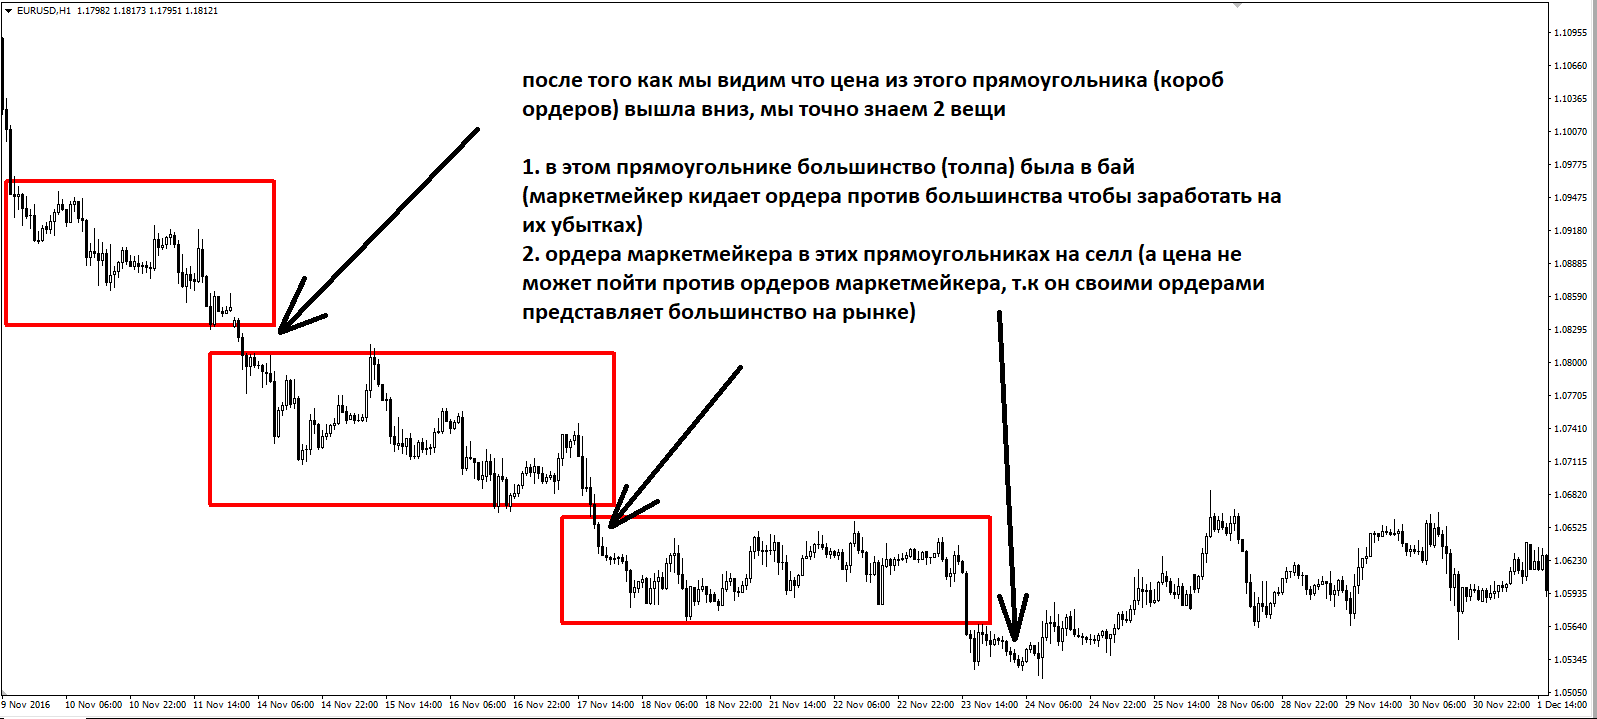 EURUSD,H1 1.17982 1.18173 1.17951 1.18121
после того как мы видим что цена из этого прямоугольника (короб
ордеров) вышла вниз, мы точно знаем 2 вещи
1. в этом прямоугольнике большинство (толпа) была в бай
(маркетмейкер кидает ордера против большинства чтобы заработать на
их убытках)
2. ордера маркетмейкера в этих прямоугольниках на селл (а цена не
может пойти против ордеров маркетмейкера, т.к он своими ордерами
представляет большинство на рынке)
1.10955
1.10660
1.10365
1.10070
1.09775
1.09475
1.09180
1.08885
1.08590
1.08295
1.08000
1.07705
1.07410
1.07115
1.06820
1.06525
1.06230
1.05935
1.05640
1.05345
1.05050
9 Nov 2016 10 Nov 06:00 10 Nov 22:00 11 Nov 14:00 14 Nov 06:00 14 Nov 22:00 15 Nov 14:00 16 Nov 06:00 16 Nov 22:00 17 Nov 14:00 18 Nov 06:00 18 Nov 22:00 21 Nov 14:00 22 Nov 06:00 22 Nov 22:00 23 Nov 14:00 24 Nov 06:00 24 Nov 22:00 25 Nov 14:00 28 Nov 06:00 28 Nov 22:00 29 Nov 14:00 30 Nov 06:00 30 Nov 22:00 1 Dec 14:00